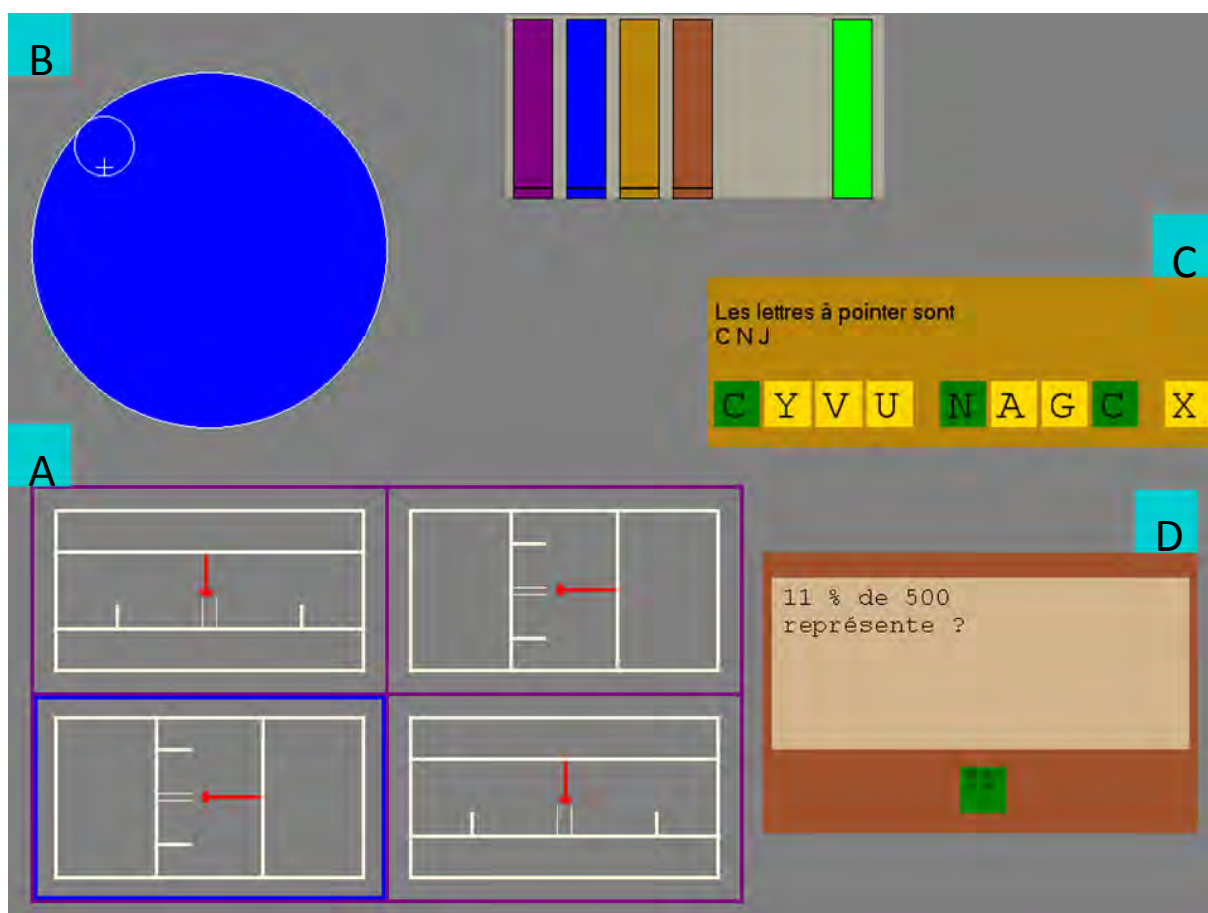 B
C
Les lettres à pointer sont
C N J
C Y V U N A G C X
A
D
11 % de 500
représente ?